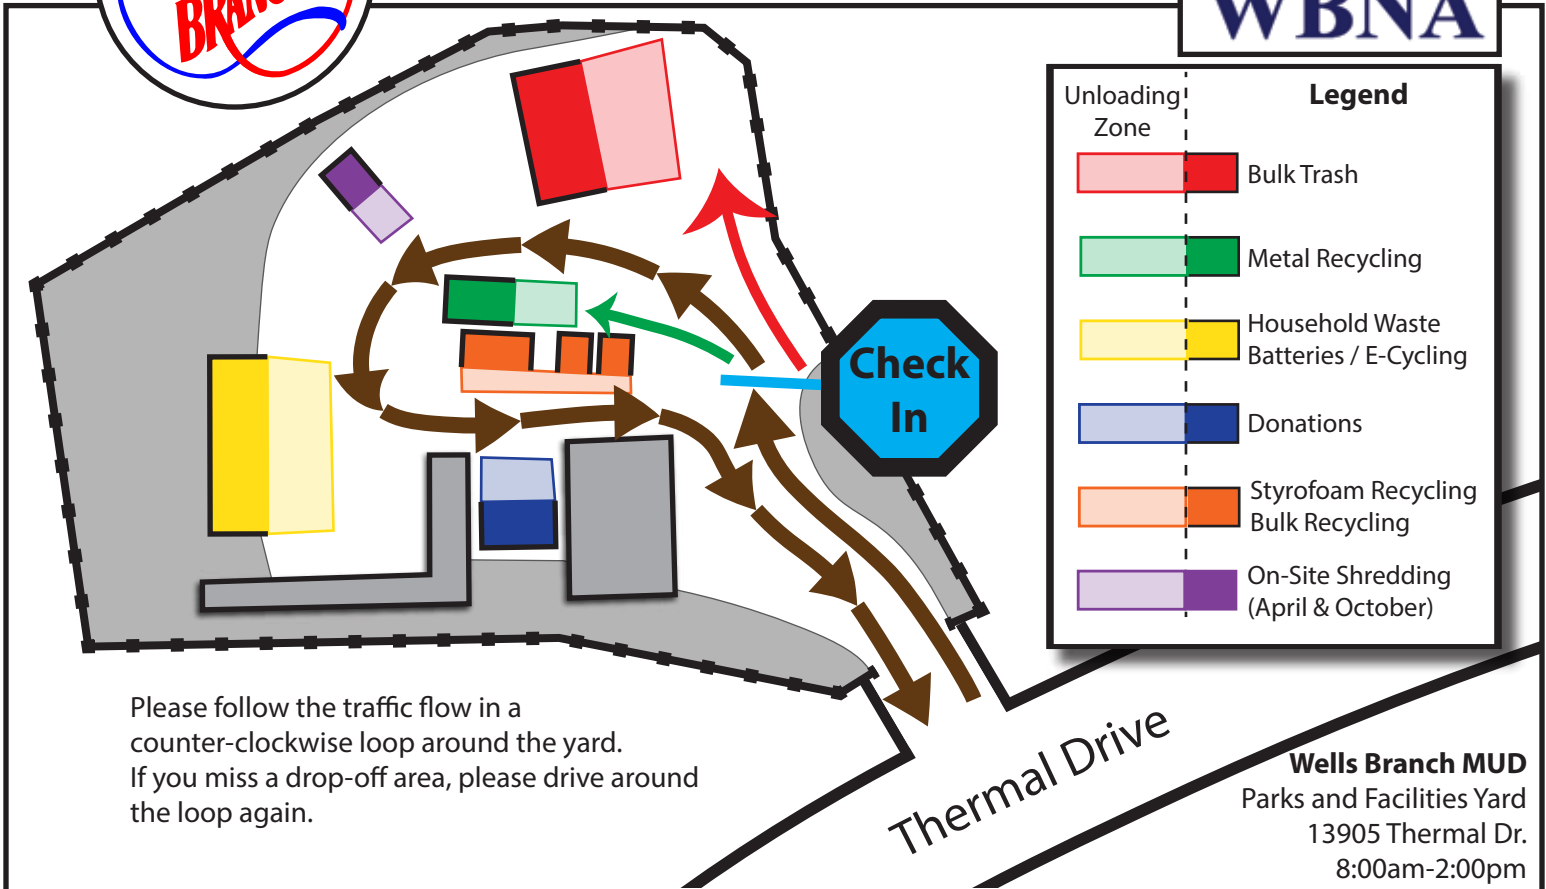 BRANC
WBNA
Unloading
Zone
Legend
Bulk Trash
Metal Recycling
Household Waste
Batteries / E-Cycling
Donations
Styrofoam Recycling
Bulk Recycling
On-Site Shredding
(April & October)
Check
In
Please follow the traffic flow in a
counter-clockwise loop around the yard.
If you miss a drop-off area, please drive around
the loop again.
Thermal Drive
Wells Branch MUD
Parks and Facilities Yard
13905 Thermal Dr.
8:00am-2:00pm